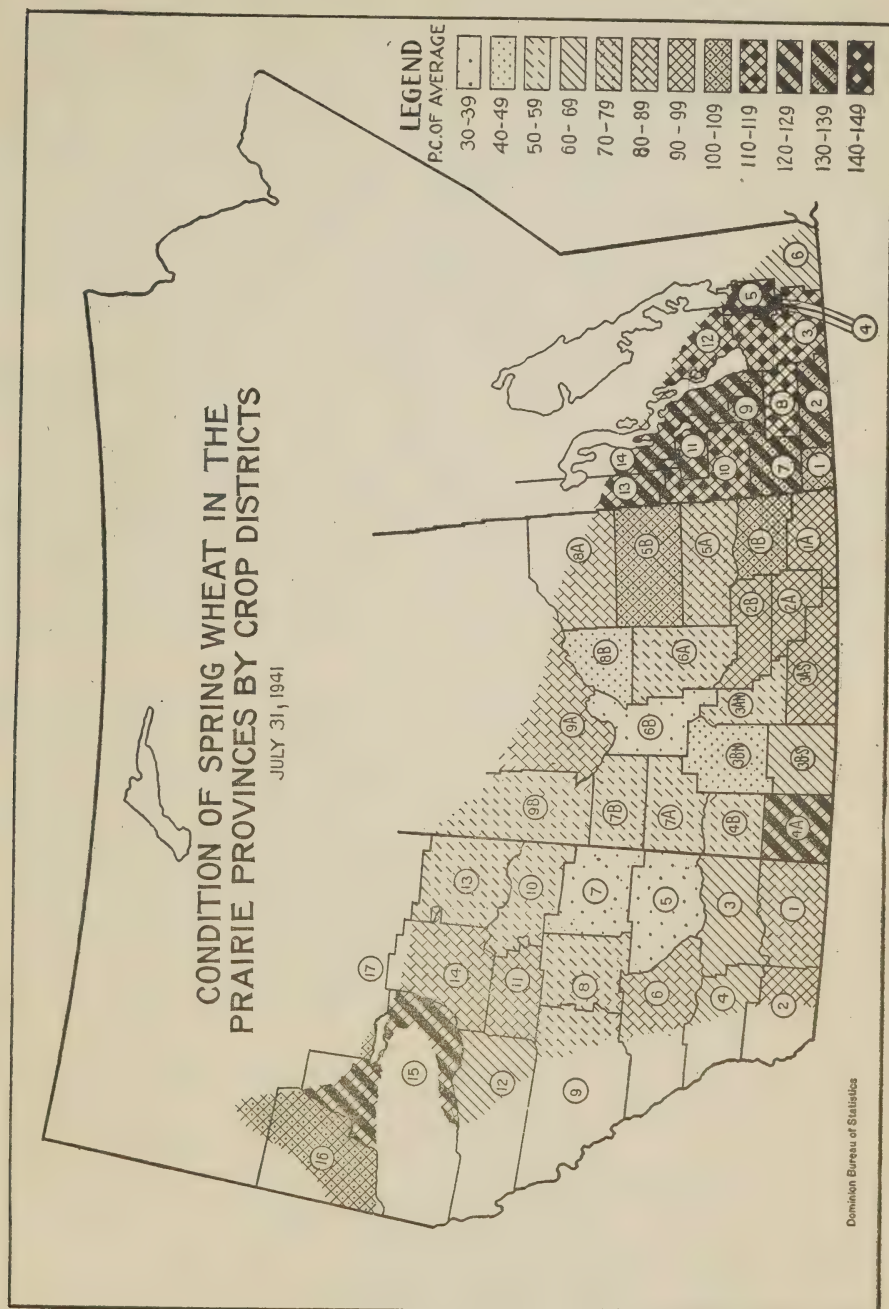 CONDITION OF SPRING WHEAT IN THE
PRAIRIE PROVINCES BY CROP DISTRICTS
JULY 31, 1941
LEGEND
P.C. OF AVERAGE
30-39
40-49
50-59
60-69
70-79
80-89
90-99
100-109
110-119
120-129
130-139
140-149
17
16
15
14
13
12
11
10
9
8
7
6
5
4
3
2
1
9B
9A
8B
8A
7B
7A
6B
6A
5B
5A
4B
4A
3BN
3BS
3AN
3AS
2B
2A
1B
1A
14
13
12
11
10
9
8
7
6
5
4
3
2
1
Dominion Bureau of Statistics